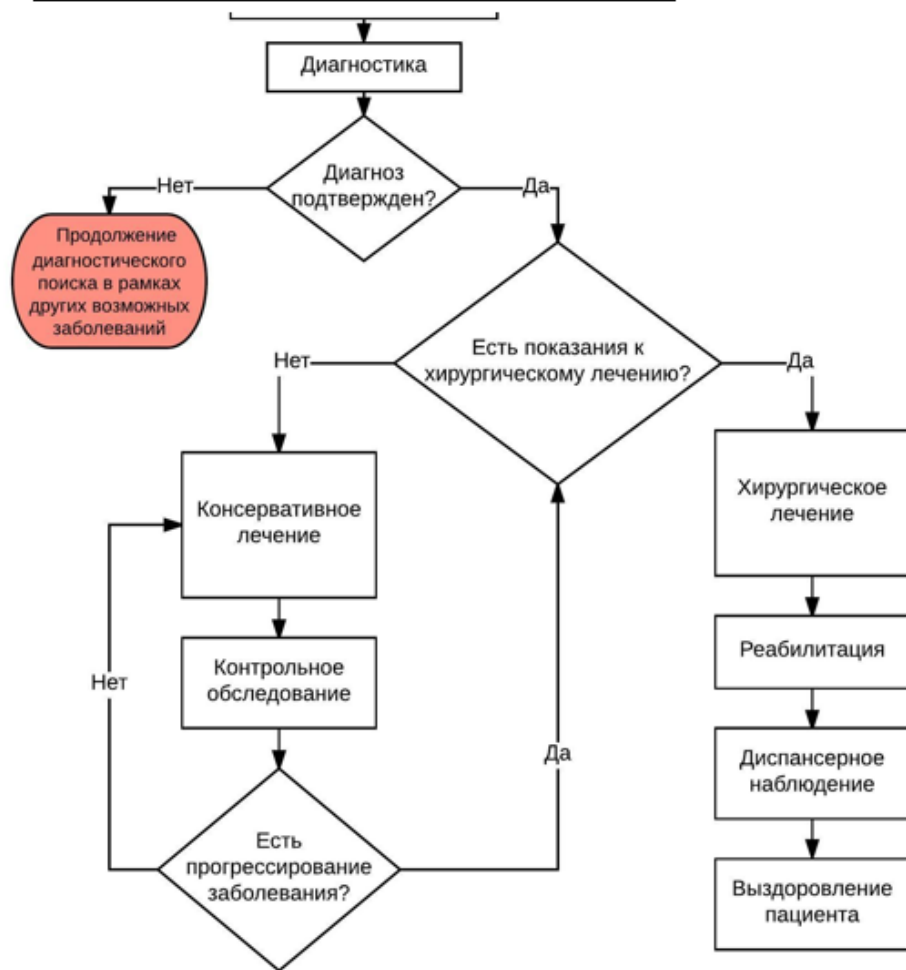 Диагностика
Диагноз
подтвержден?
Нет
Да
Продолжение
диагностического
поиска в рамках
других возможных
заболеваний
Есть показания к
хирургическому лечению?
Нет
Да
Консервативное
лечение
Хирургическое
лечение
Контрольное
обследование
Реабилитация
Нет
Да
Диспансерное
наблюдение
Есть
прогрессирование
заболевания?
Выздоровление
пациента